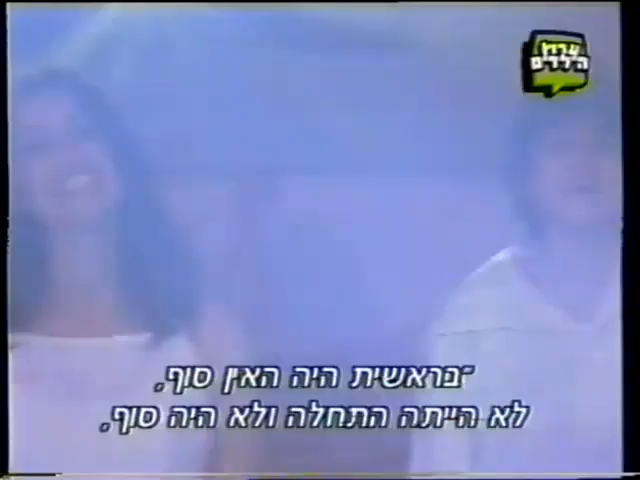 ערוץ
הילדים
"בראשית היה האין סוף,
לא הייתה התחלה ולא היה סוף,